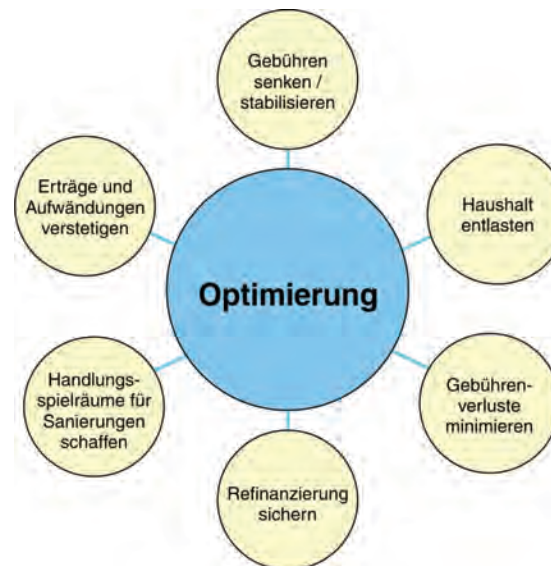 Gebühren
senken /
stabilisieren
Erträge und
Aufwändungen
verstetigen
Haushalt
entlasten
Optimierung
Handlungs-
spielräume für
Sanierungen
schaffen
Gebühren-
verluste
minimieren
Refinanzierung
sichern